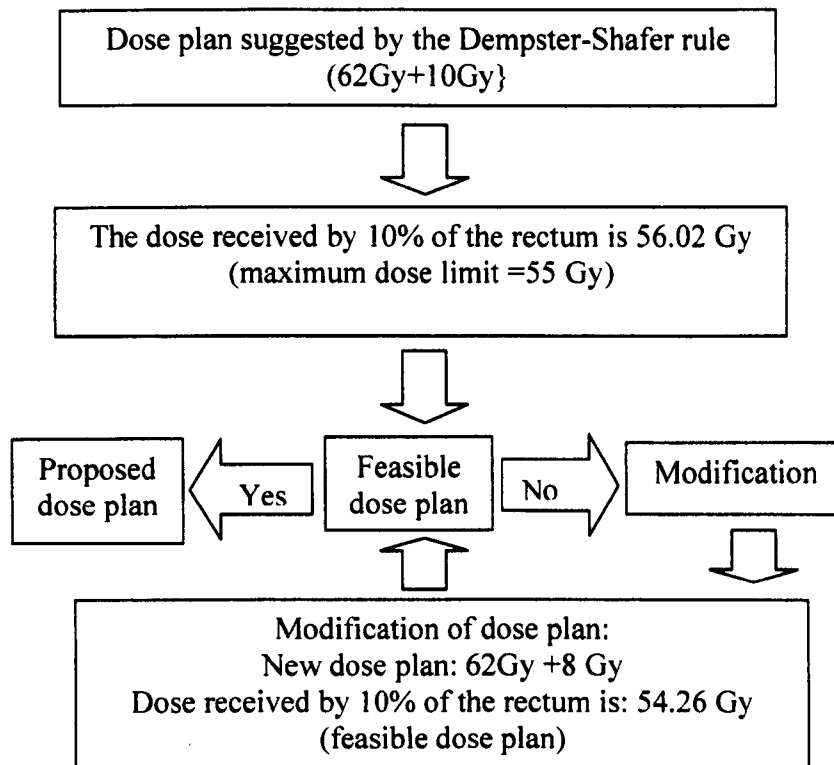 Dose plan suggested by the Dempster-Shafer rule
(62Gy+10Gy}
The dose received by 10% of the rectum is 56.02 Gy
(maximum dose limit =55 Gy)
Proposed
dose plan
Yes
Feasible
dose plan
No
Modification
Modification of dose plan:
New dose plan: 62Gy +8 Gy
Dose received by 10% of the rectum is: 54.26 Gy
(feasible dose plan)